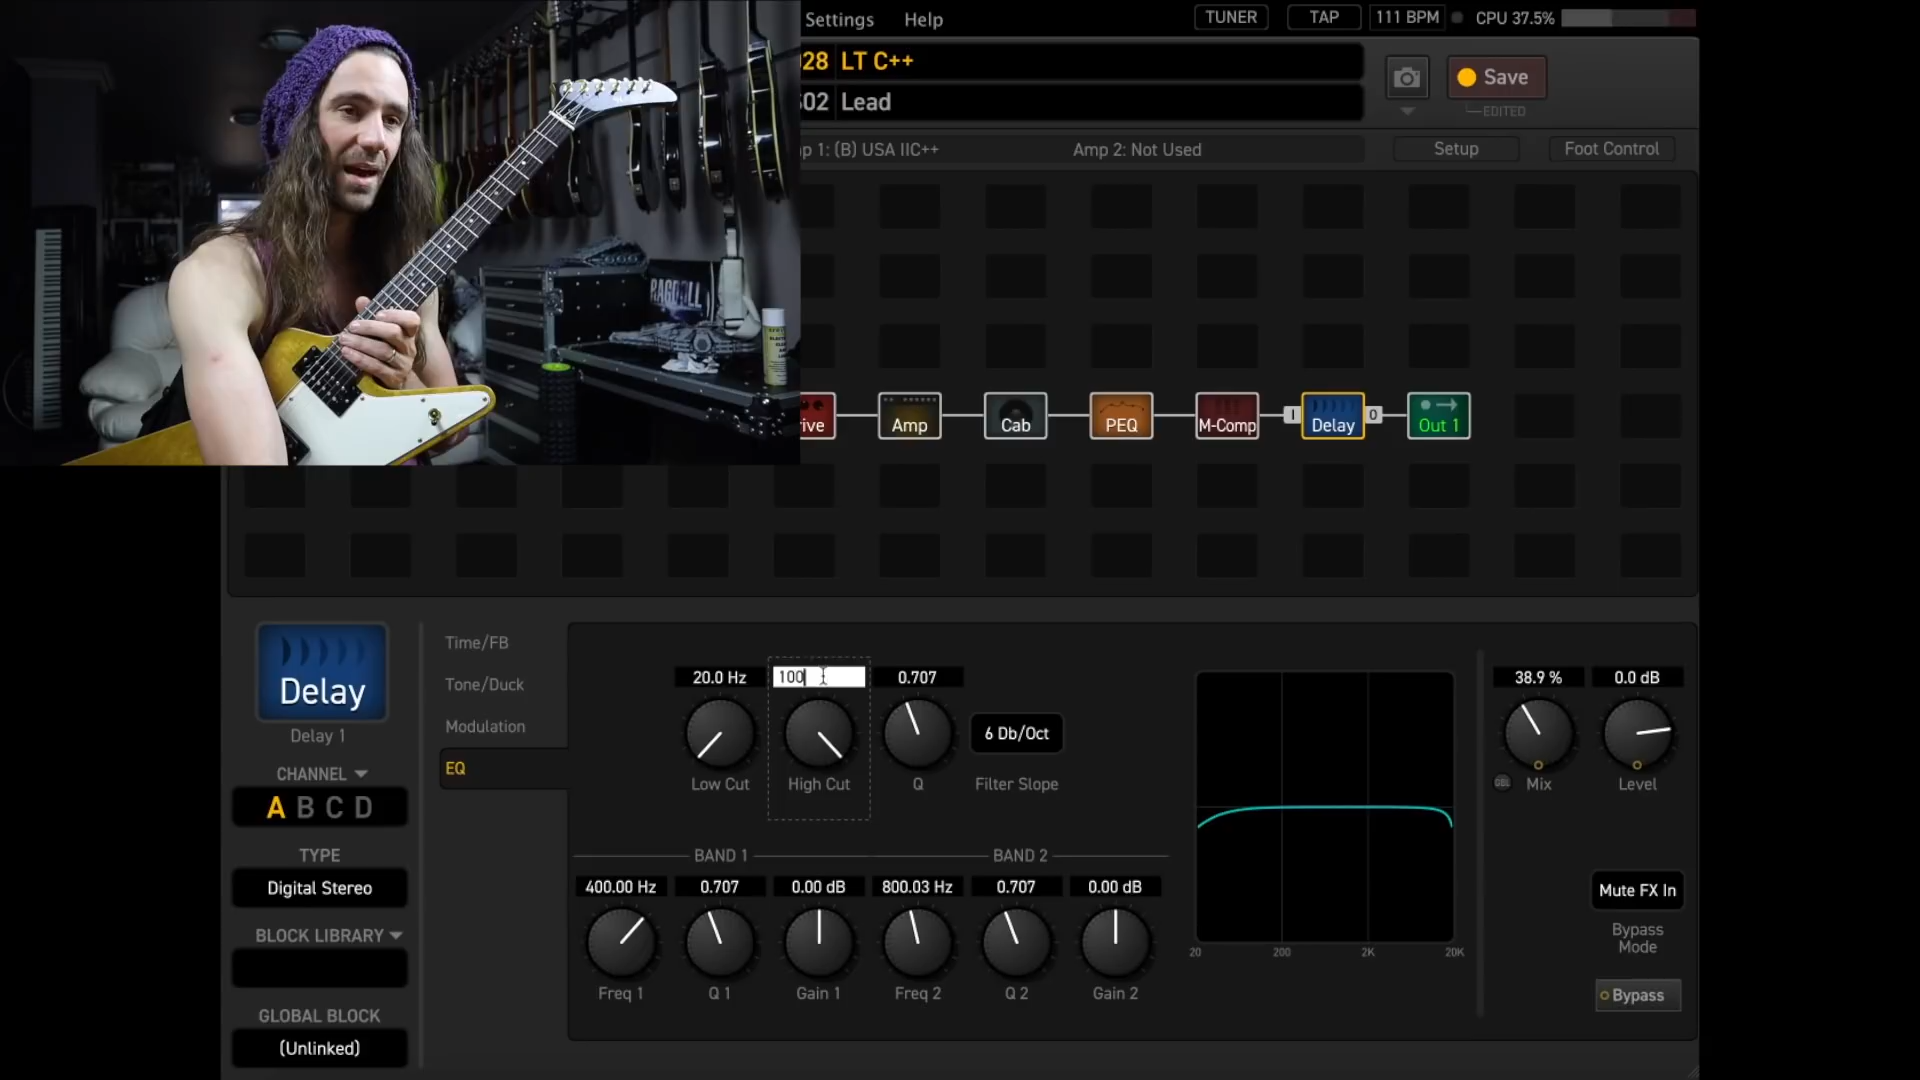 Settings
Help
TUNER
TAP
111 BPM
CPU 37.5%
028 LT C++
S02 Lead
Save
EDITED
p 1: (B) USA IIC++
Amp 2: Not Used
Setup
Foot Control
RAGDOLL
ive
Amp
Cab
PEQ
M-Comp
I
Delay
O
Out 1
Delay
Delay 1
CHANNEL
A B C D
TYPE
Digital Stereo
BLOCK LIBRARY
GLOBAL BLOCK
(Unlinked)
Time/FB
Tone/Duck
Modulation
EQ
20.0 Hz
100
0.707
6 Db/Oct
Low Cut
High Cut
Q
Filter Slope
BAND 1
BAND 2
400.00 Hz
0.707
0.00 dB
800.03 Hz
0.707
0.00 dB
Freq 1
Q 1
Gain 1
Freq 2
Q 2
Gain 2
20
200
2K
20K
38.9 %
0.0 dB
GBL
Mix
Level
Mute FX In
Bypass
Mode
Bypass